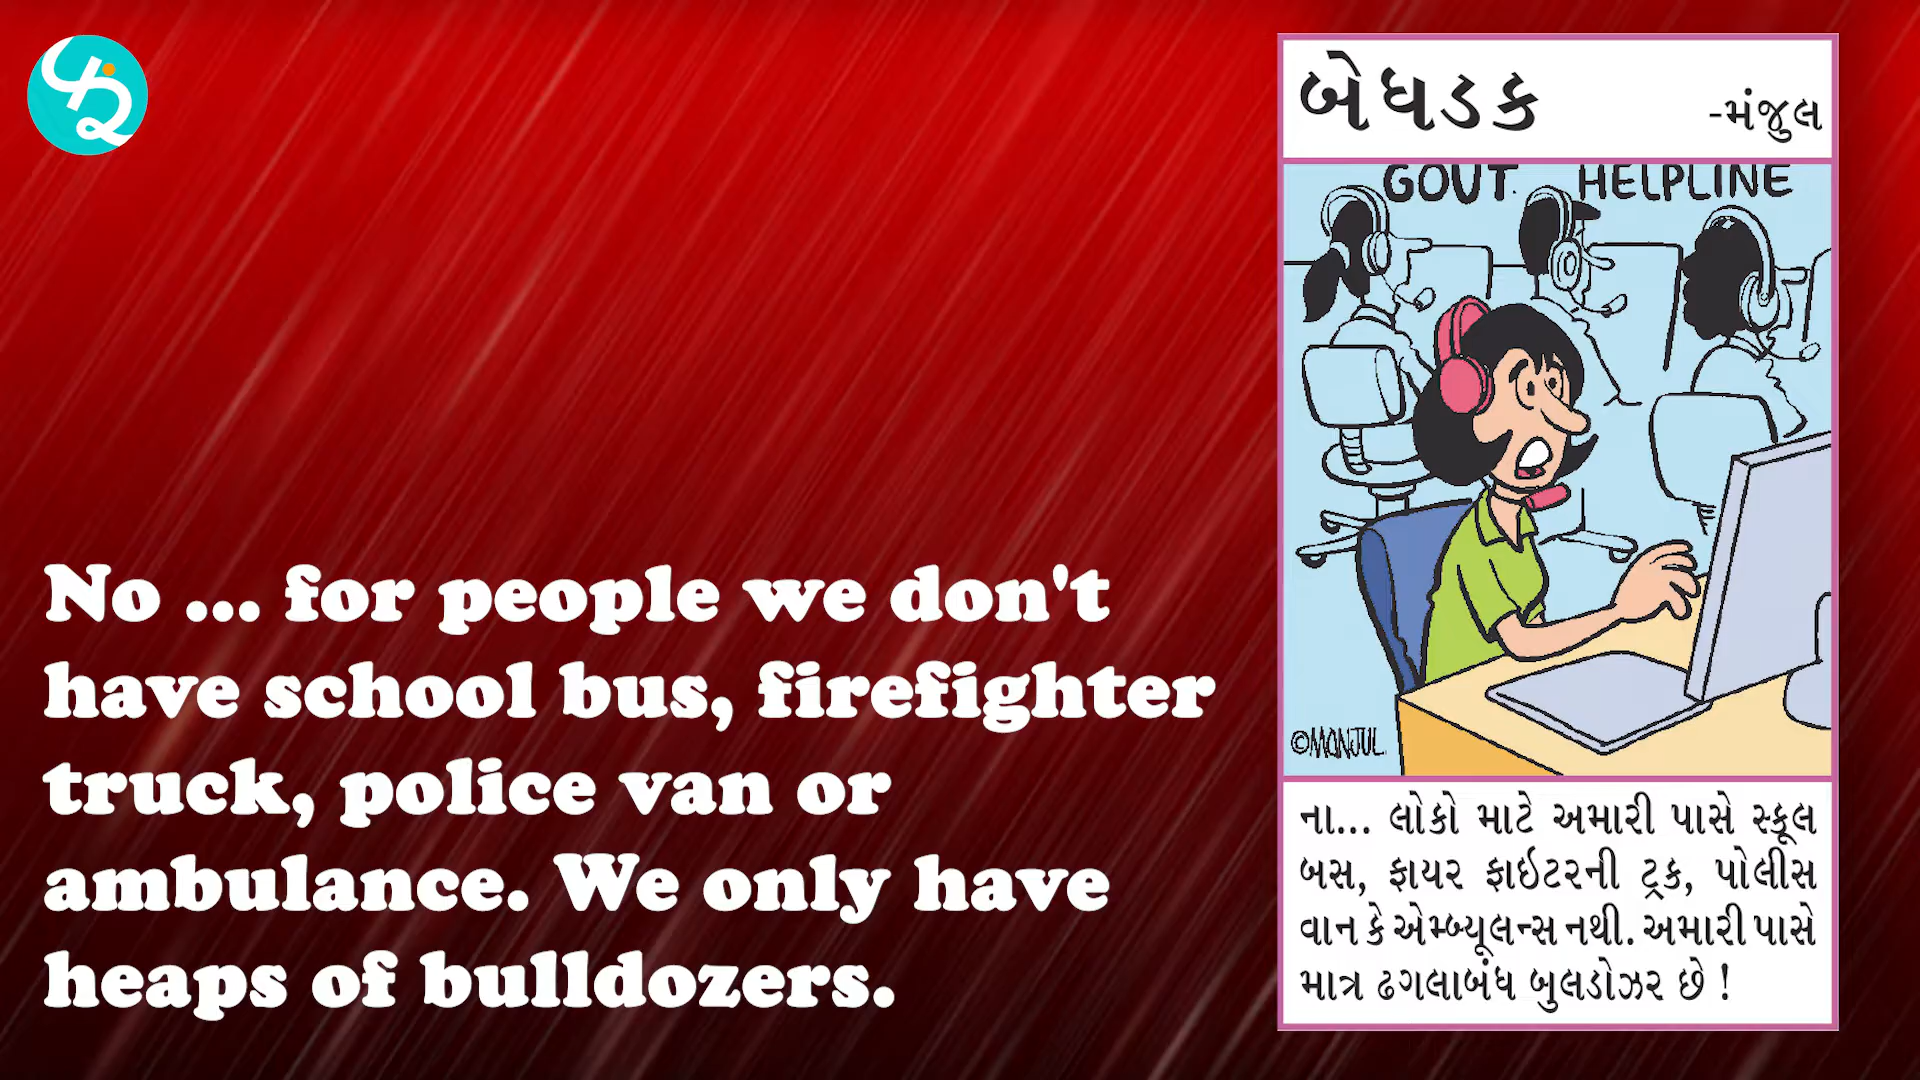 No ... for people we don't
have school bus, firefighter
truck, police van or
ambulance. We only have
heaps of bulldozers.
બેધડક
-મંજુલ
GOVT. HELPLINE
©MANJUL
ના... લોકો માટે અમારી પાસે સ્કૂલ
બસ, ફાયર ફાઇટરની ટ્રક, પોલીસ
વાન કે એમ્બ્યૂલન્સ નથી. અમારી પાસે
માત્ર ઢગલાબંધ બુલડોઝર છે !